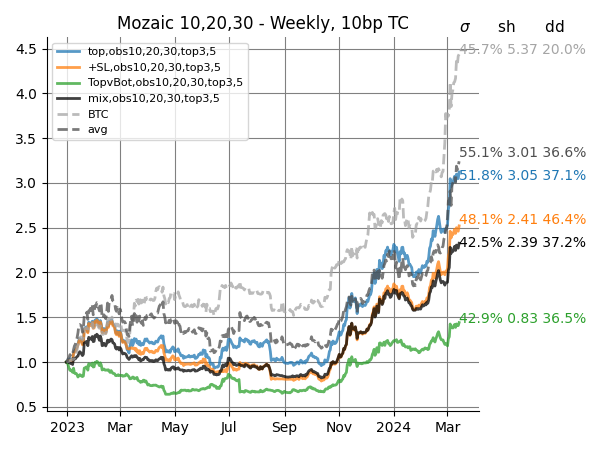 Mozaic 10,20,30 - Weekly, 10bp TC
σ sh dd
4.5
4.0
3.5
3.0
2.5
2.0
1.5
1.0
0.5
top,obs10,20,30,top3,5
+SL,obs10,20,30,top3,5
TopvBot,obs10,20,30,top3,5
mix,obs10,20,30,top3,5
BTC
avg
45.7% 5.37 20.0%
55.1% 3.01 36.6%
51.8% 3.05 37.1%
48.1% 2.41 46.4%
42.5% 2.39 37.2%
42.9% 0.83 36.5%
2023 Mar May Jul Sep Nov 2024 Mar